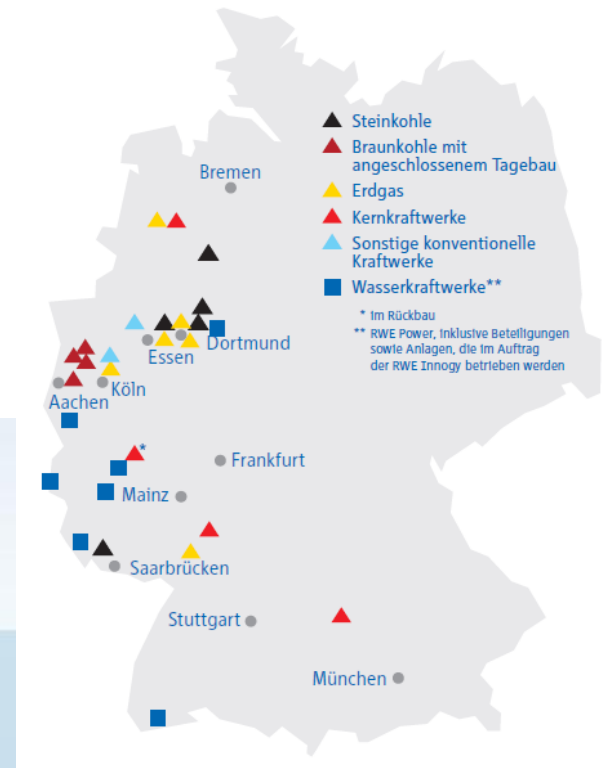 Steinkohle
Braunkohle mit
angeschlossenem Tagebau
Erdgas
Kernkraftwerke
Sonstige konventionelle
Kraftwerke
Wasserkraftwerke**
* im Rückbau
** RWE Power, inklusive Beteiligungen
sowie Anlagen, die im Auftrag
der RWE Innogy betrieben werden
Bremen
Dortmund
Essen
Köln
Aachen
*
Frankfurt
Mainz
Saarbrücken
Stuttgart
München